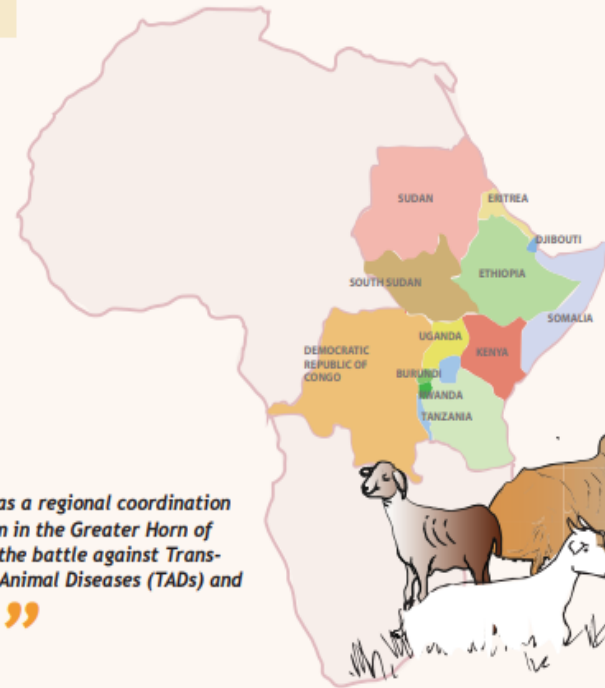 SUDAN
ERITREA
DJIBOUTI
ETHIOPIA
SOUTH SUDAN
SOMALIA
UGANDA
KENYA
DEMOCRATIC
REPUBLIC OF
CONGO
BURUNDI
RWANDA
TANZANIA
as a regional coordination
n in the Greater Horn of
the battle against Trans-
Animal Diseases (TADs) and
”